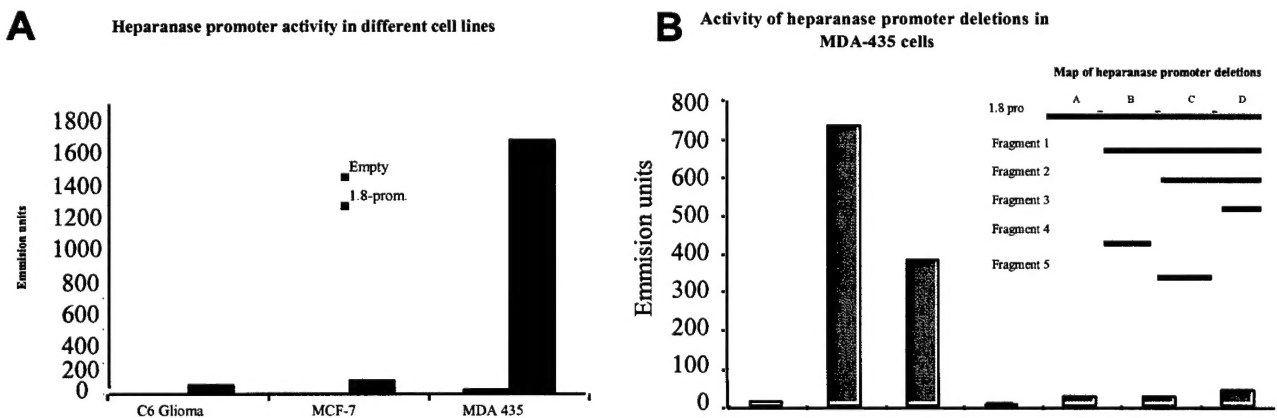 A
Heparanase promoter activity in different cell lines
Emmision units
1800
1600
1400
1200
1000
800
600
400
200
0
Empty
1.8-prom.
C6 Glioma
MCF-7
MDA 435
B
Activity of heparanase promoter deletions in
MDA-435 cells
Emmision units
800
700
600
500
400
300
200
100
0
Map of heparanase promoter deletions
A B C D
1.8 pro
Fragment 1
Fragment 2
Fragment 3
Fragment 4
Fragment 5